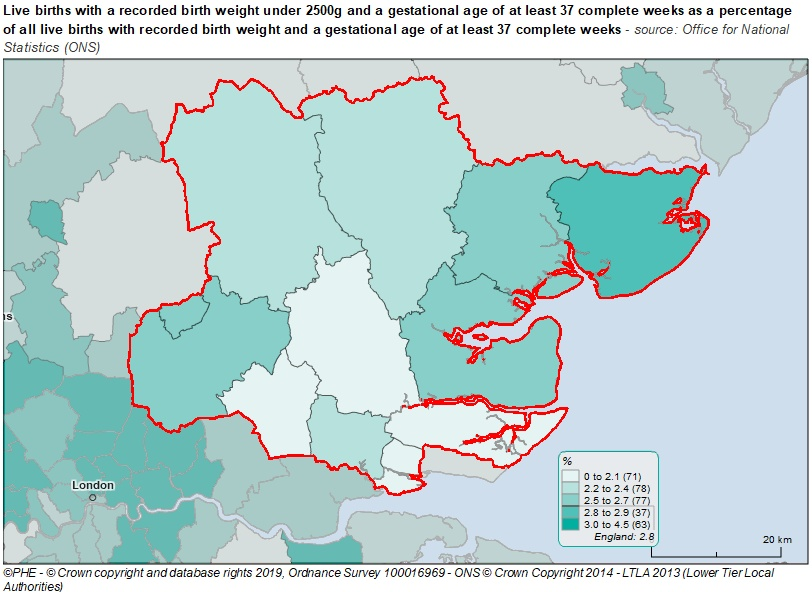 Live births with a recorded birth weight under 2500g and a gestational age of at least 37 complete weeks as a percentage
of all live births with recorded birth weight and a gestational age of at least 37 complete weeks - source: Office for National
Statistics (ONS)
ns
London
%
0 to 2.1 (71)
2.2 to 2.4 (78)
2.5 to 2.7 (77)
2.8 to 2.9 (37)
3.0 to 4.5 (63)
England: 2.8
20 km
©PHE - © Crown copyright and database rights 2019, Ordnance Survey 100016969 - ONS © Crown Copyright 2014 - LTLA 2013 (Lower Tier Local
Authorities)